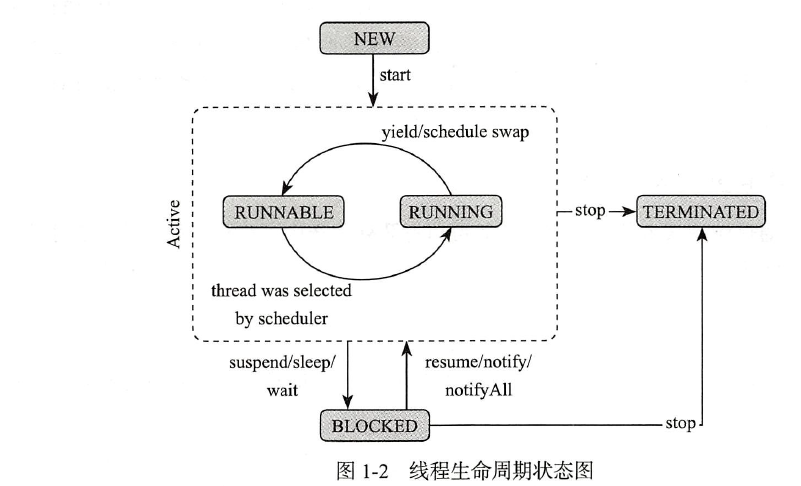 NEW
start
yield/schedule swap
RUNNABLE
RUNNING
stop
TERMINATED
Active
thread was selected
by scheduler
suspend/sleep/
wait
resume/notify/
notifyAll
BLOCKED
stop
图 1-2 线程生命周期状态图